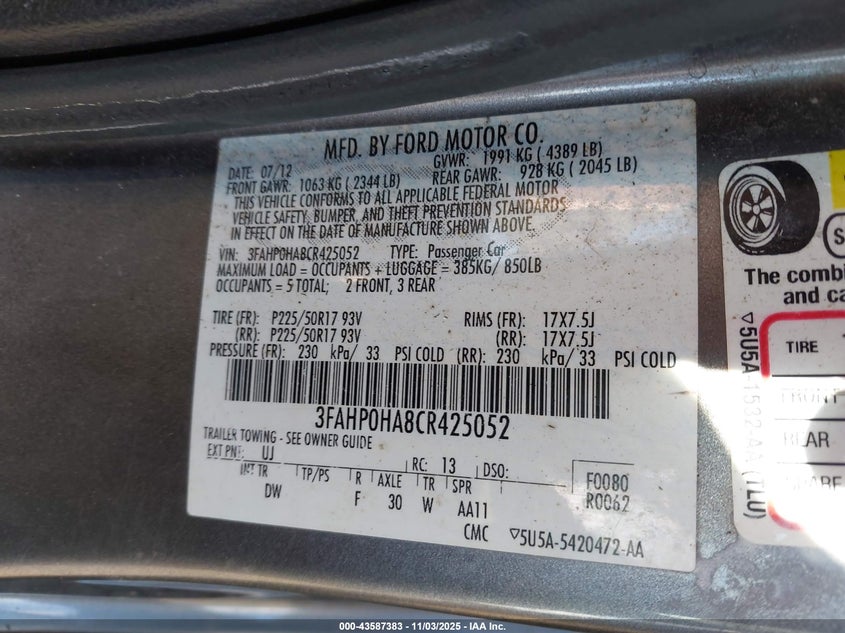 MFD. BY FORD MOTOR CO.
DATE: 07/12 GVWR: 1991 KG ( 4389 LB)
FRONT GAWR: 1063 KG ( 2344 LB) REAR GAWR: 928 KG ( 2045 LB)
THIS VEHICLE CONFORMS TO ALL APPLICABLE FEDERAL MOTOR
VEHICLE SAFETY, BUMPER, AND THEFT PREVENTION STANDARDS
IN EFFECT ON THE DATE OF MANUFACTURE SHOWN ABOVE.
VIN: 3FAHP0HA8CR425052 TYPE: Passenger Car
MAXIMUM LOAD = OCCUPANTS + LUGGAGE = 385KG/ 850LB
OCCUPANTS = 5 TOTAL; 2 FRONT, 3 REAR
TIRE (FR): P225/50R17 93V RIMS (FR): 17X7.5J
(RR): P225/50R17 93V (RR): 17X7.5J
PRESSURE (FR): 230 kPa/ 33 PSI COLD (RR): 230 kPa/ 33 PSI COLD
3FAHP0HA8CR425052
TRAILER TOWING - SEE OWNER GUIDE
EXT PNT: UJ RC: 13 DSO: F0080
INT TR TP/PS R AXLE TR SPR R0062
DW F 30 W AA11
CMC ▽5U5A-5420472-AA
The comb
and ca
TIRE
FRONT
REAR
SPARE
▽5U5A-1532-AA (TLU)
000-43587383 - 11/03/2025 - IAA Inc.